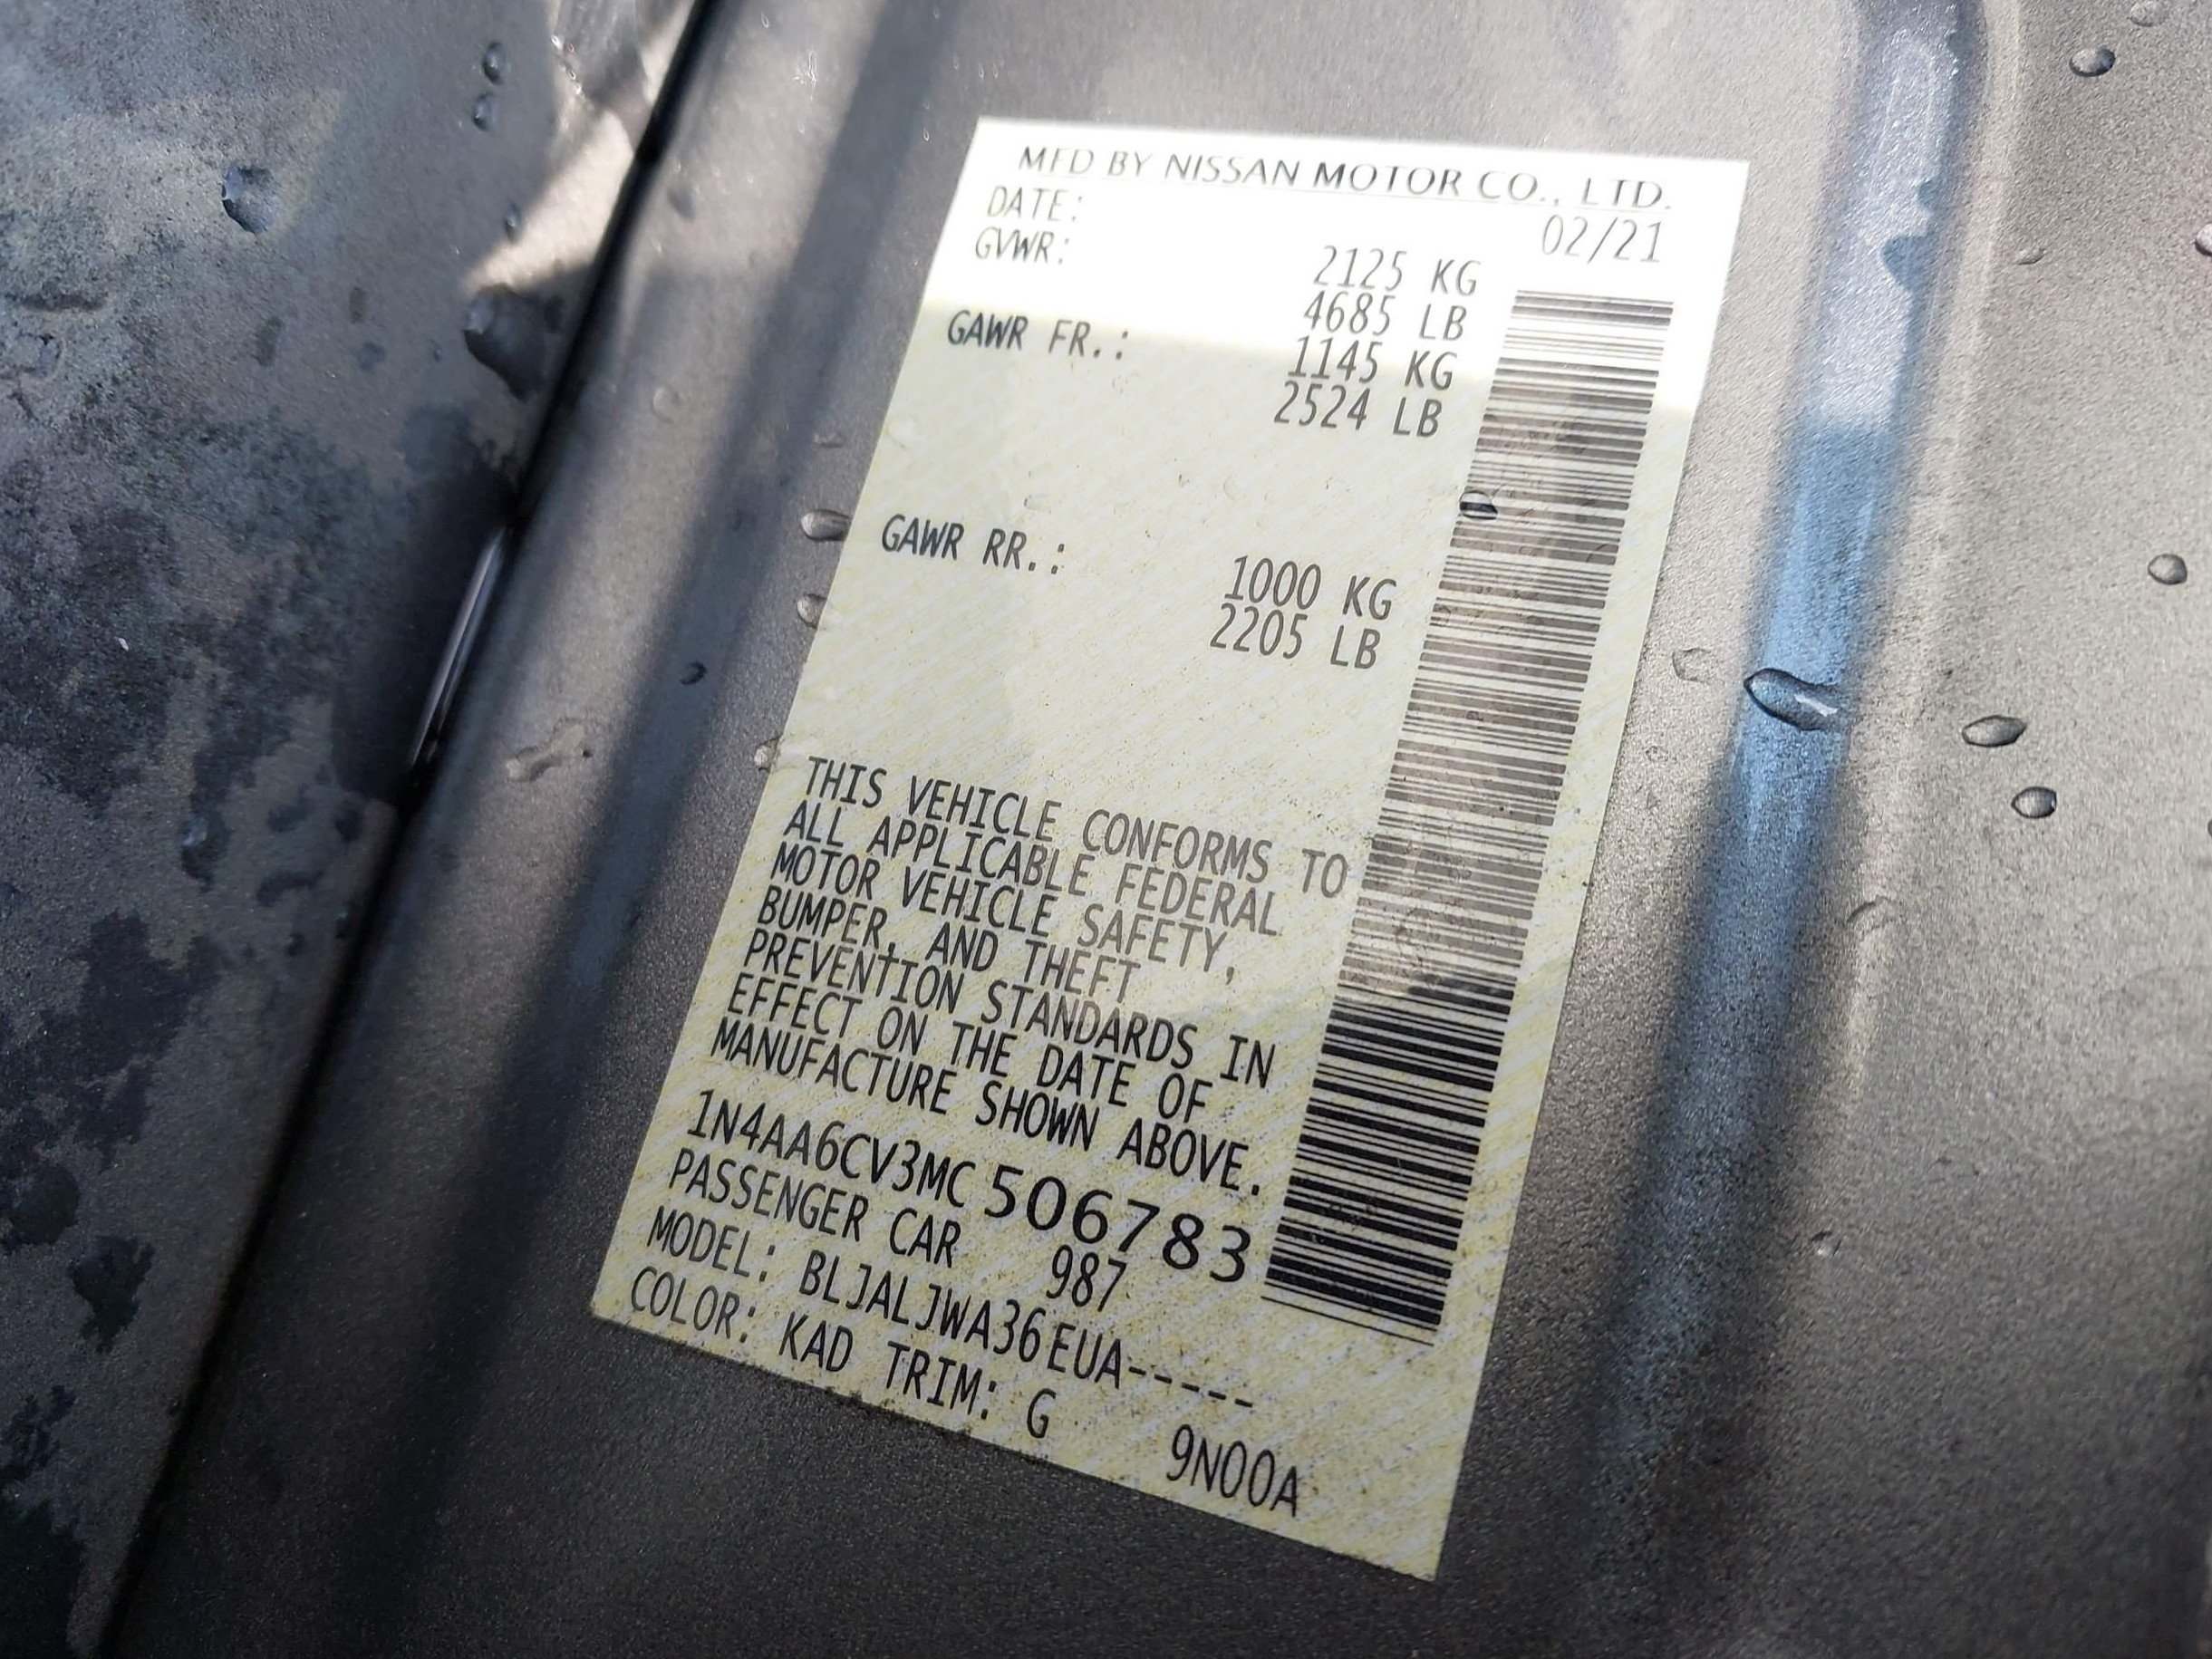 MFD BY NISSAN MOTOR CO., LTD.
DATE: 02/21
GVWR: 2125 KG
4685 LB
GAWR FR.: 1145 KG
2524 LB
GAWR RR.: 1000 KG
2205 LB
THIS VEHICLE CONFORMS TO
ALL APPLICABLE FEDERAL
MOTOR VEHICLE SAFETY,
BUMPER, AND THEFT
PREVENTION STANDARDS IN
EFFECT ON THE DATE OF
MANUFACTURE SHOWN ABOVE.
1N4AA6CV3MC506783
PASSENGER CAR 987
MODEL: BLJALJWA36EUA-----
COLOR: KAD TRIM: G 9N00A